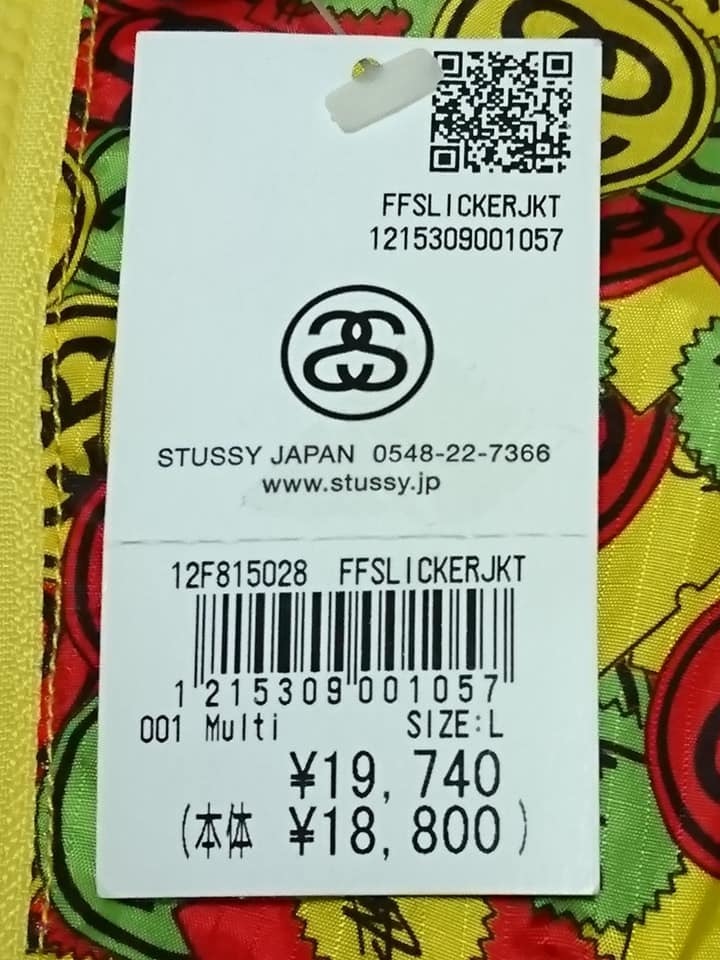 FFSLICKERJKT
1215309001057
STUSSY JAPAN 0548-22-7366
www.stussy.jp
12F815028 FFSLICKERJKT
1 215309 001057
001 Multi SIZE:L
¥19,740
(本体 ¥18,800)